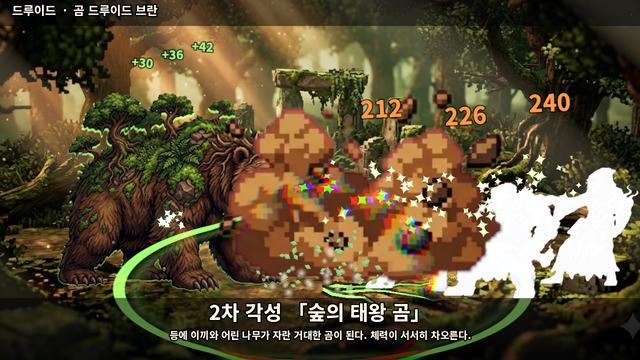 드루이드 · 곰 드루이드 브란
+30 +36 +42
212 226 240
2차 각성 「숲의 태왕 곰」
등에 이끼와 어린 나무가 자란 거대한 곰이 된다. 체력이 서서히 차오른다.